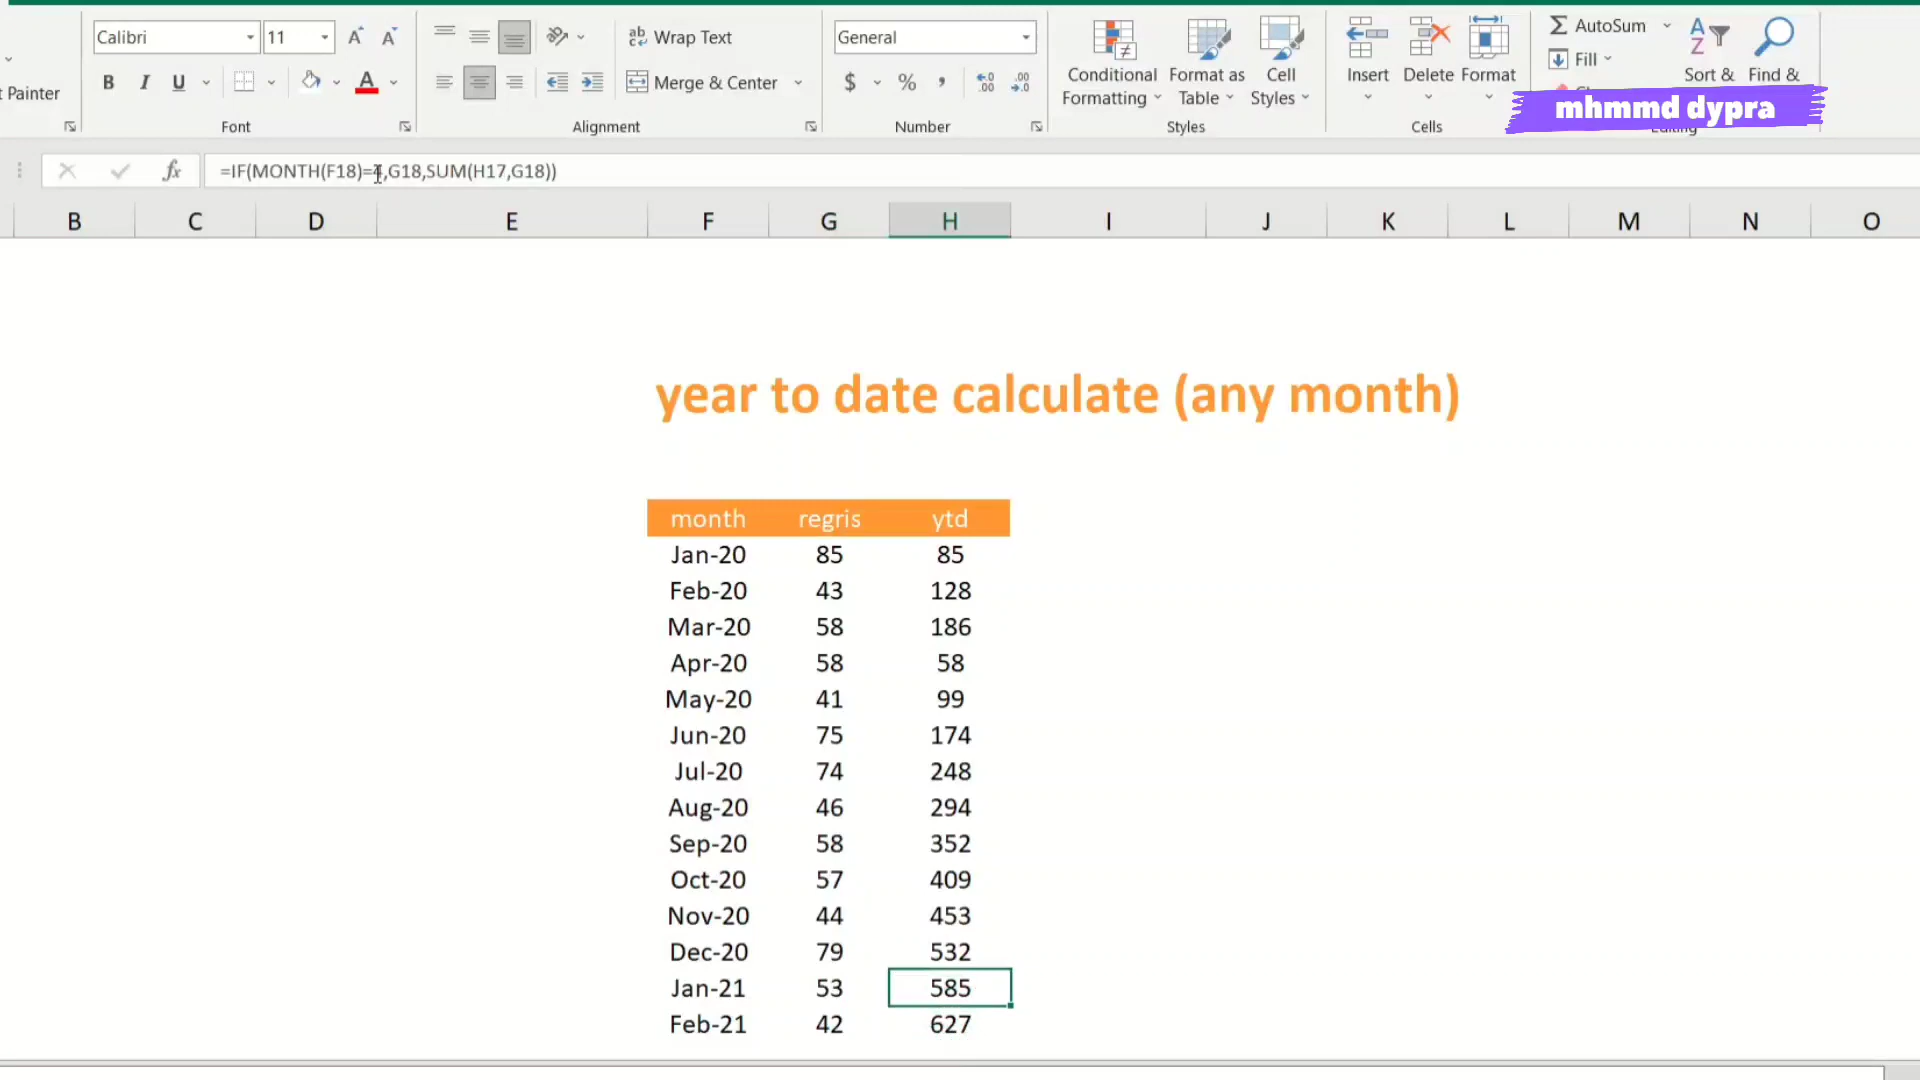 Calibri 11 Wrap Text General AutoSum
Fill
B I U Merge & Center $ % , Conditional Formatting Format as Table Cell Styles Insert Delete Format Sort & Find &
t Painter
mhmmd dypra
Font Alignment Number Styles Cells Editing
fx =IF(MONTH(F18)=4,G18,SUM(H17,G18))
B C D E F G H I J K L M N O
year to date calculate (any month)
month regris ytd
Jan-20 85 85
Feb-20 43 128
Mar-20 58 186
Apr-20 58 58
May-20 41 99
Jun-20 75 174
Jul-20 74 248
Aug-20 46 294
Sep-20 58 352
Oct-20 57 409
Nov-20 44 453
Dec-20 79 532
Jan-21 53 585
Feb-21 42 627